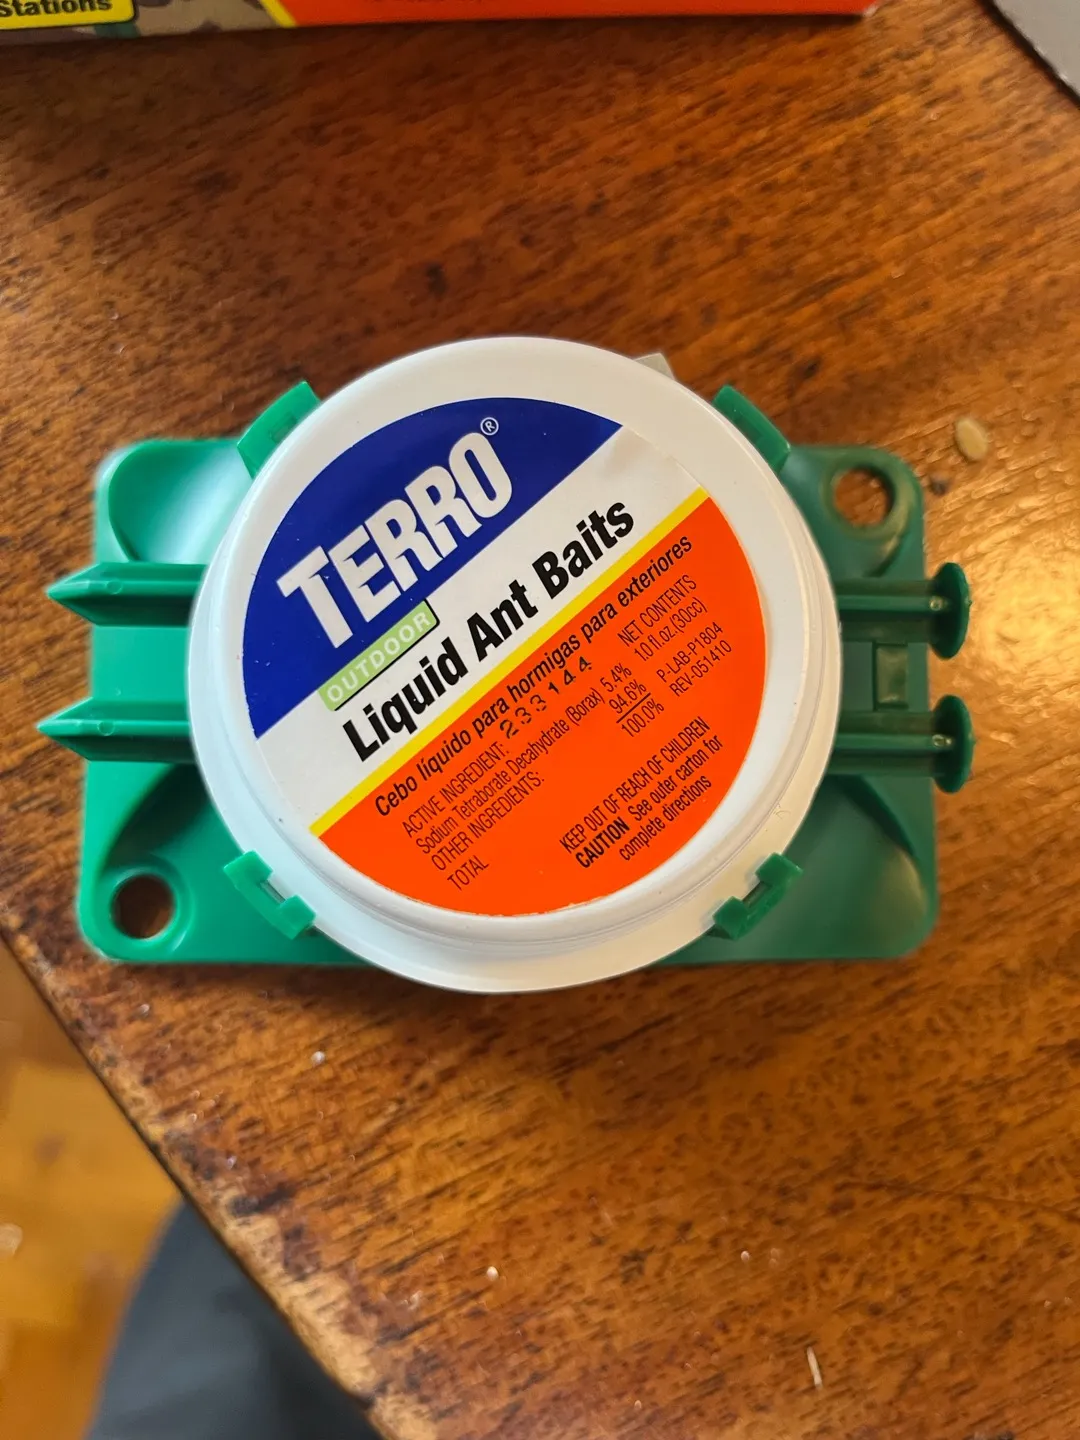 Stations
TERRO®
OUTDOOR
Liquid Ant Baits
Cebo líquido para hormigas para exteriores
233144
ACTIVE INGREDIENT:
Sodium Tetraborate Decahydrate (Borax) 5.4%
OTHER INGREDIENTS: 94.6%
TOTAL 100.0%
NET CONTENTS
1.0 fl.oz.(30cc)
P-LAB-P1804
REV-051410
KEEP OUT OF REACH OF CHILDREN
CAUTION See outer carton for
complete directions